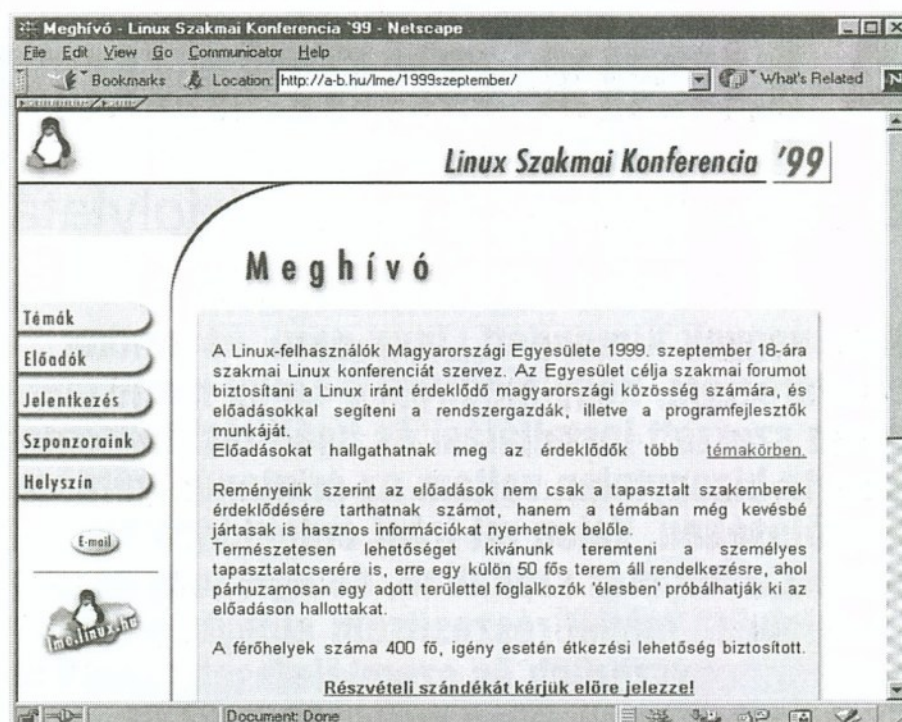 Meghívó - Linux Szakmai Konferencia `99 - Netscape
File Edit View Go Communicator Help
Bookmarks Location: http://a-b.hu/lme/1999szeptember/ What's Related N
Linux Szakmai Konferencia '99
Meghívó
Témák
Előadók
Jelentkezés
Szponzoraink
Helyszín
E-mail
lme.linux.hu
A Linux-felhasználók Magyarországi Egyesülete 1999. szeptember 18-ára
szakmai Linux konferenciát szervez. Az Egyesület célja szakmai forumot
biztosítani a Linux iránt érdeklődő magyarországi közösség számára, és
előadásokkal segíteni a rendszergazdák, illetve a programfejlesztők
munkáját.
Előadásokat hallgathatnak meg az érdeklődők több témakörben.
Reményeink szerint az előadások nem csak a tapasztalt szakemberek
érdeklődésére tarthatnak számot, hanem a témában még kevésbé
jártasak is hasznos információkat nyerhetnek belőle.
Természetesen lehetőséget kivánunk teremteni a személyes
tapasztalatcserére is, erre egy külön 50 fős terem áll rendelkezésre, ahol
párhuzamosan egy adott területtel foglalkozók 'élesben' próbálhatják ki az
előadáson hallottakat.
A férőhelyek száma 400 fő, igény esetén étkezési lehetőség biztosított.
Részvételi szándékát kérjük előre jelezze!
Document: Done